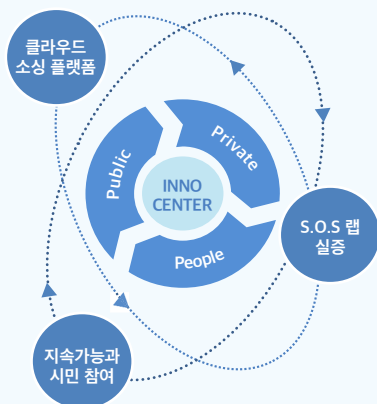 클라우드
소싱 플랫폼
Public
Private
INNO
CENTER
People
S.O.S 랩
실증
지속가능과
시민 참여